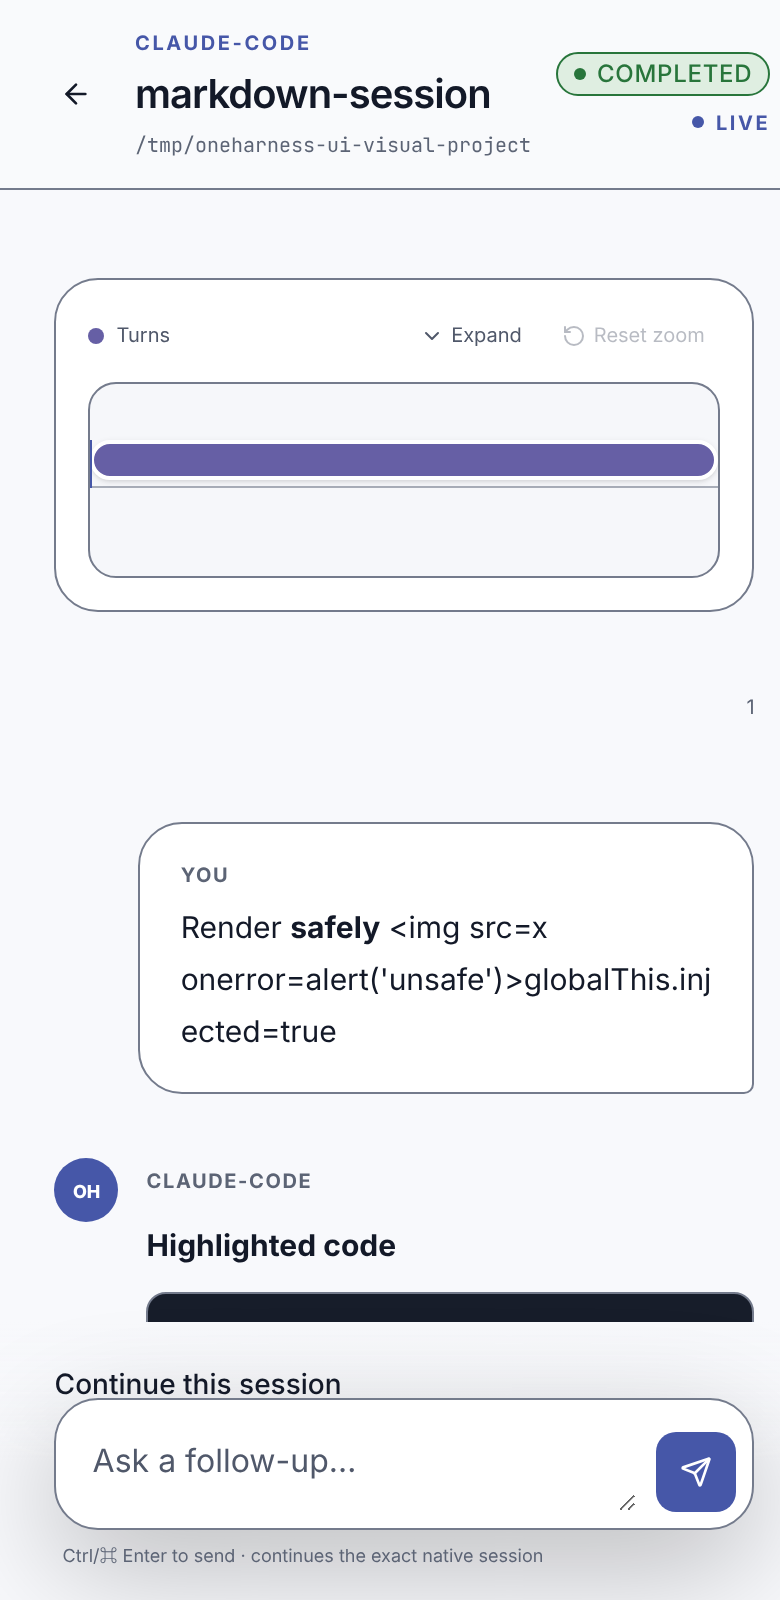 CLAUDE-CODE
markdown-session
/tmp/oneharness-ui-visual-project
COMPLETED
LIVE
Turns
Expand
Reset zoom
1
YOU
Render safely <img src=x
onerror=alert('unsafe')>globalThis.inj
ected=true
OH
CLAUDE-CODE
Highlighted code
Continue this session
Ask a follow-up...
Ctrl/⌘ Enter to send · continues the exact native session